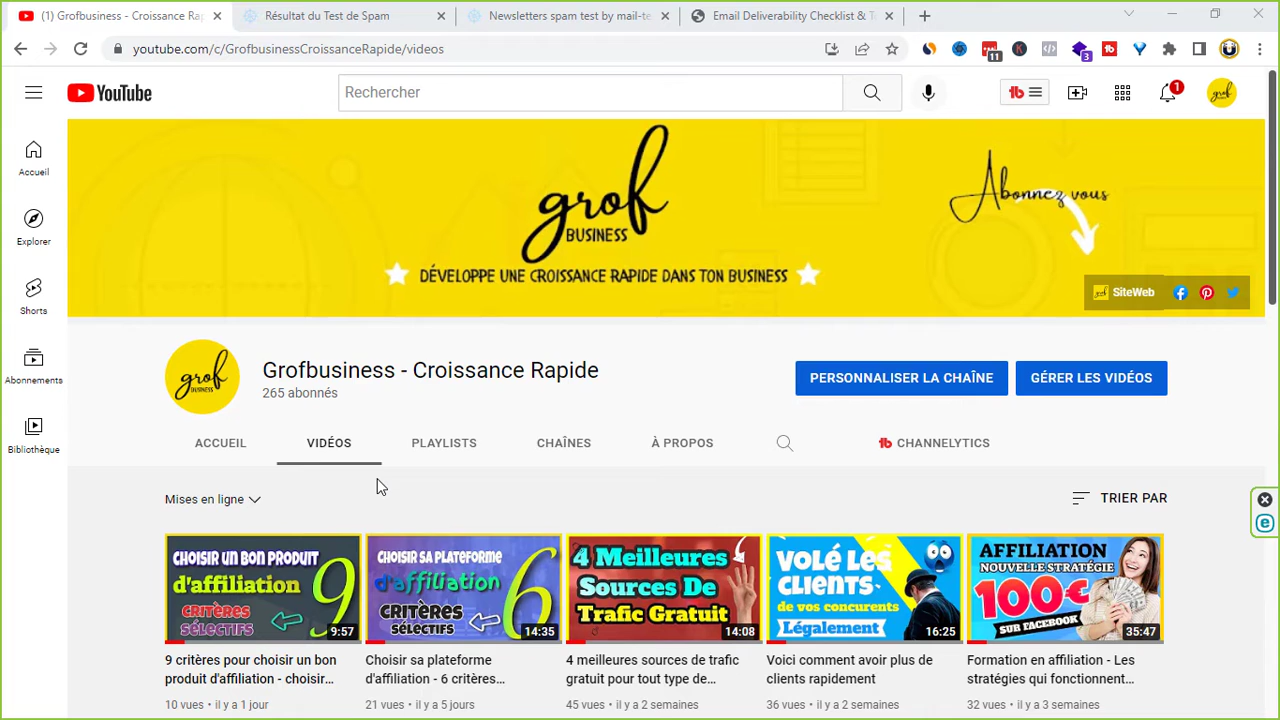 (1) Grofbusiness - Croissance Ra
Résultat du Test de Spam
Newsletters spam test by mail-te
Email Deliverability Checklist & T
youtube.com/c/GrofbusinessCroissanceRapide/videos
11
3
YouTube
Rechercher
1
grof
Accueil
Explorer
Shorts
Abonnements
Bibliothèque
grof
BUSINESS
DÉVELOPPE UNE CROISSANCE RAPIDE DANS TON BUSINESS
Abonnez vous
SiteWeb
grof
BUSINESS
Grofbusiness - Croissance Rapide
265 abonnés
PERSONNALISER LA CHAÎNE
GÉRER LES VIDÉOS
ACCUEIL
VIDÉOS
PLAYLISTS
CHAÎNES
À PROPOS
CHANNELYTICS
Mises en ligne
TRIER PAR
CHOISIR UN BON PRODUIT
d'affiliation
CRITÈRES
SÉLECTIFS
9
9:57
CHOISIR SA PLATEFORME
d'affiliation
CRITÈRES
SÉLECTIFS
6
14:35
4 Meilleures
Sources De
Trafic Gratuit
14:08
VOLÉ LES
CLIENTS
de vos concurents
Légalement
16:25
AFFILIATION
NOUVELLE STRATÉGIE
100€
SUR FACEBOOK
35:47
9 critères pour choisir un bon
produit d'affiliation - choisir...
10 vues • il y a 1 jour
Choisir sa plateforme
d'affiliation - 6 critères...
21 vues • il y a 5 jours
4 meilleures sources de trafic
gratuit pour tout type de...
45 vues • il y a 2 semaines
Voici comment avoir plus de
clients rapidement
36 vues • il y a 2 semaines
Formation en affiliation - Les
stratégies qui fonctionnent...
32 vues • il y a 3 semaines